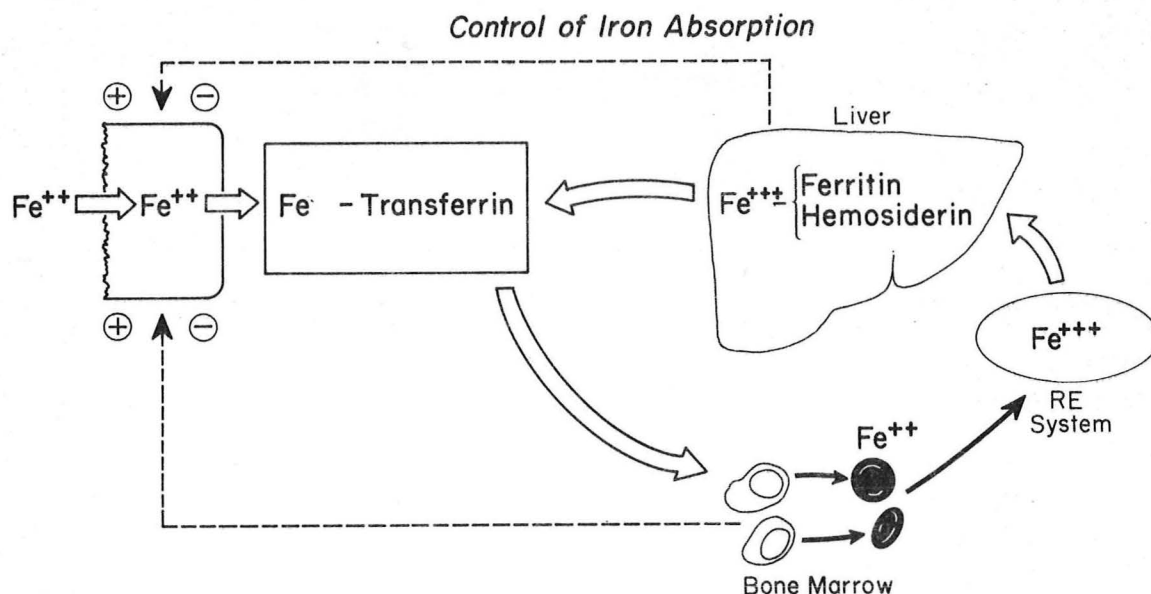 Control of Iron Absorption
⊕ ⊖
Liver
Fe++ Fe++ Fe - Transferrin Fe+++ - { Ferritin
Hemosiderin
⊕ ⊖
Fe+++
RE
System
Fe++
Bone Marrow